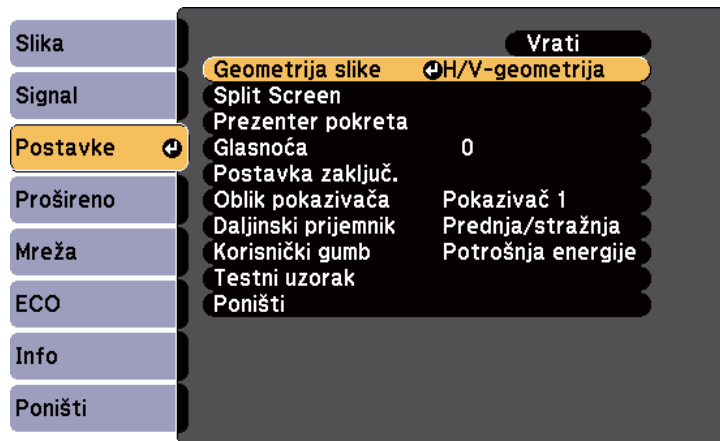 Slika
Signal
Postavke
Prošireno
Mreža
ECO
Info
Poništi
Vrati
Geometrija slike H/V-geometrija
Split Screen
Prezenter pokreta
Glasnoća 0
Postavka zaključ.
Oblik pokazivača Pokazivač 1
Daljinski prijemnik Prednja/stražnja
Korisnički gumb Potrošnja energije
Testni uzorak
Poništi